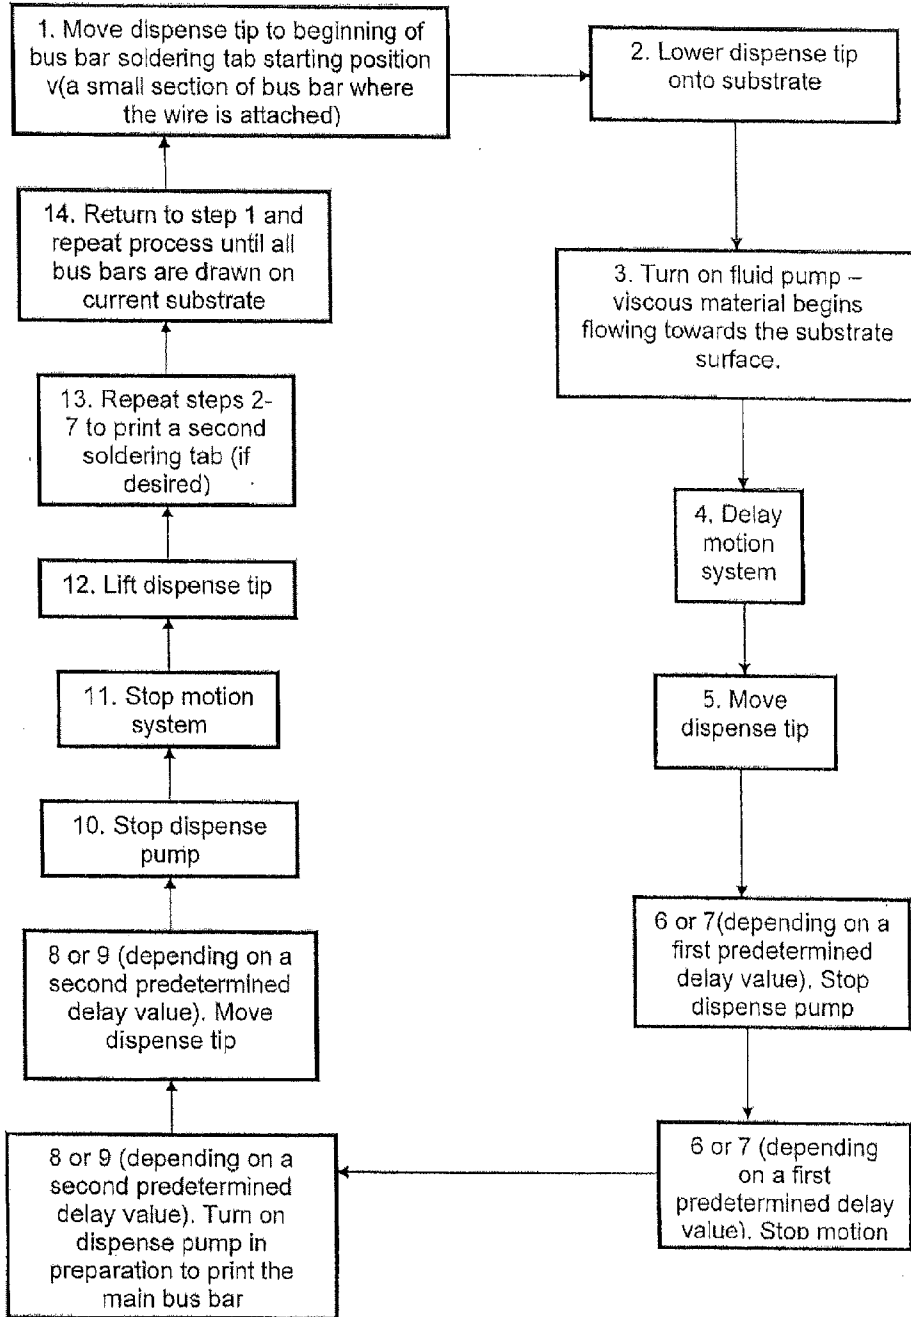 1. Move dispense tip to beginning of
bus bar soldering tab starting position
v(a small section of bus bar where
the wire is attached)
2. Lower dispense tip
onto substrate
3. Turn on fluid pump –
viscous material begins
flowing towards the substrate
surface.
4. Delay
motion
system
5. Move
dispense tip
6 or 7(depending on a
first predetermined
delay value). Stop
dispense pump
6 or 7 (depending
on a first
predetermined delay
value). Stop motion
8 or 9 (depending on a
second predetermined
delay value). Turn on
dispense pump in
preparation to print the
main bus bar
8 or 9 (depending on a
second predetermined
delay value). Move
dispense tip
10. Stop dispense
pump
11. Stop motion
system
12. Lift dispense tip
13. Repeat steps 2-
7 to print a second
soldering tab (if
desired)
14. Return to step 1 and
repeat process until all
bus bars are drawn on
current substrate